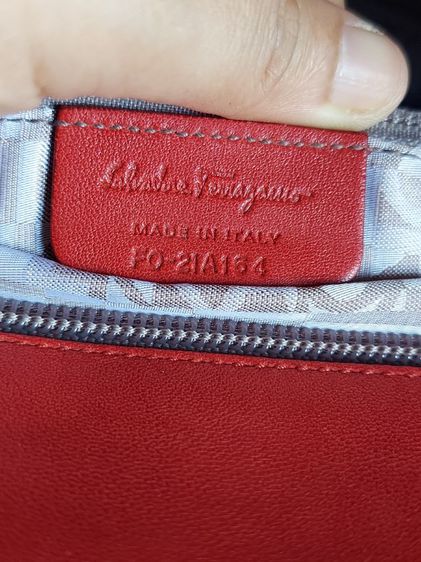 Salvatore Ferragamo
MADE IN ITALY
FO-21A164